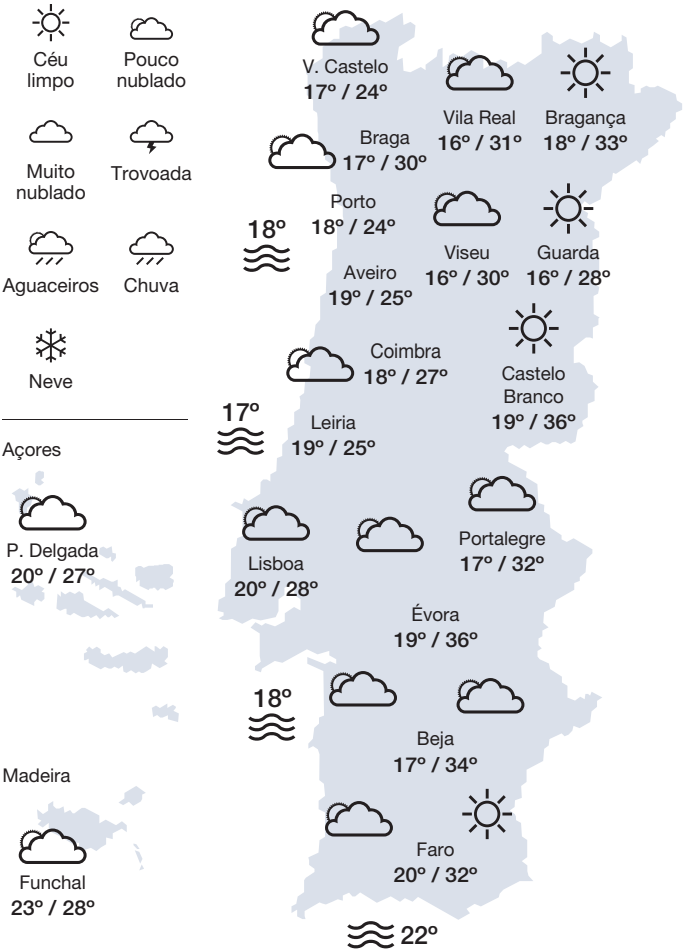 Céu
limpo
Pouco
nublado
Muito
nublado
Trovoada
Aguaceiros
Chuva
Neve
Açores
P. Delgada
20º / 27º
Madeira
Funchal
23º / 28º
V. Castelo
17º / 24º
Vila Real
16º / 31º
Bragança
18º / 33º
Braga
17º / 30º
Porto
18º / 24º
18º
Viseu
16º / 30º
Guarda
16º / 28º
Aveiro
19º / 25º
Coimbra
18º / 27º
Castelo
Branco
19º / 36º
17º
Leiria
19º / 25º
Lisboa
20º / 28º
Portalegre
17º / 32º
Évora
19º / 36º
18º
Beja
17º / 34º
Faro
20º / 32º
22º